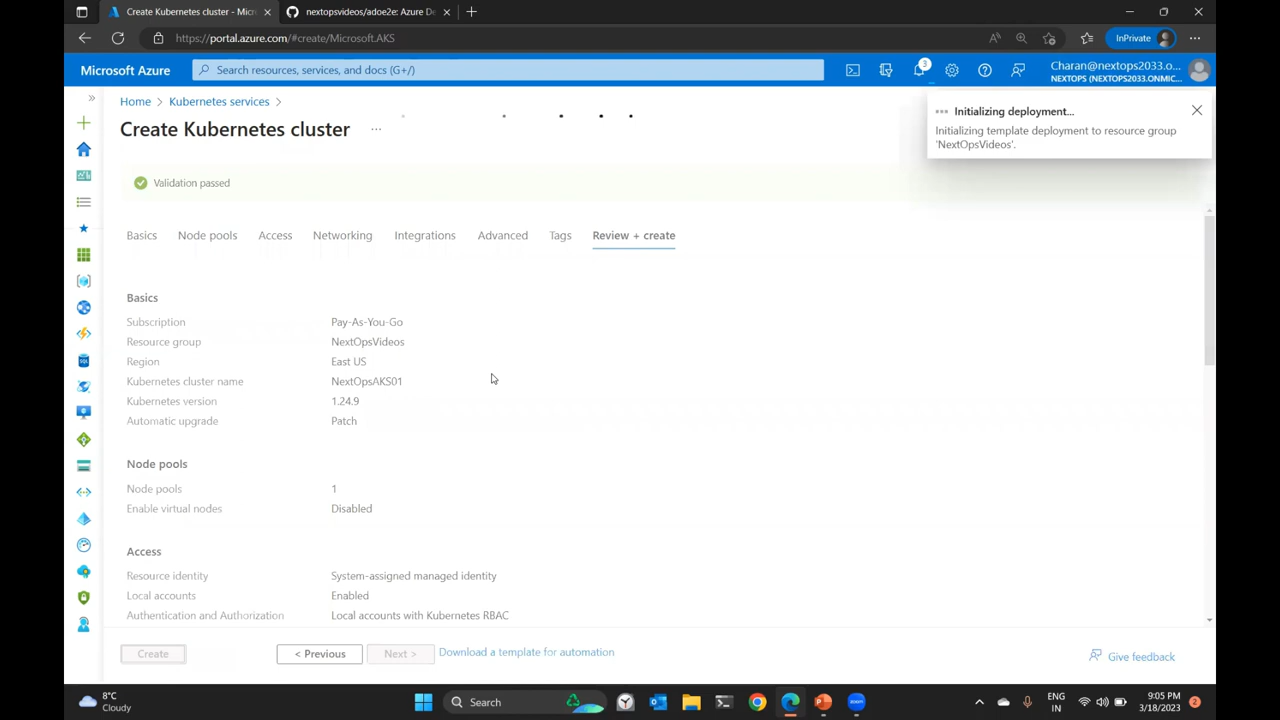 Create Kubernetes cluster - Micro
nextopsvideos/adoe2e: Azure De
https://portal.azure.com/#create/Microsoft.AKS
InPrivate
Microsoft Azure
Search resources, services, and docs (G+/)
3
Charan@nextops2033.o...
NEXTOPS (NEXTOPS2033.ONMIC...
Home > Kubernetes services >
Create Kubernetes cluster ...
Initializing deployment...
Initializing template deployment to resource group
'NextOpsVideos'.
Validation passed
Basics Node pools Access Networking Integrations Advanced Tags Review + create
Basics
Subscription Pay-As-You-Go
Resource group NextOpsVideos
Region East US
Kubernetes cluster name NextOpsAKS01
Kubernetes version 1.24.9
Automatic upgrade Patch
Node pools
Node pools 1
Enable virtual nodes Disabled
Access
Resource identity System-assigned managed identity
Local accounts Enabled
Authentication and Authorization Local accounts with Kubernetes RBAC
Create < Previous Next > Download a template for automation Give feedback
8°C
Cloudy
Search
ENG
IN
9:05 PM
3/18/2023
2